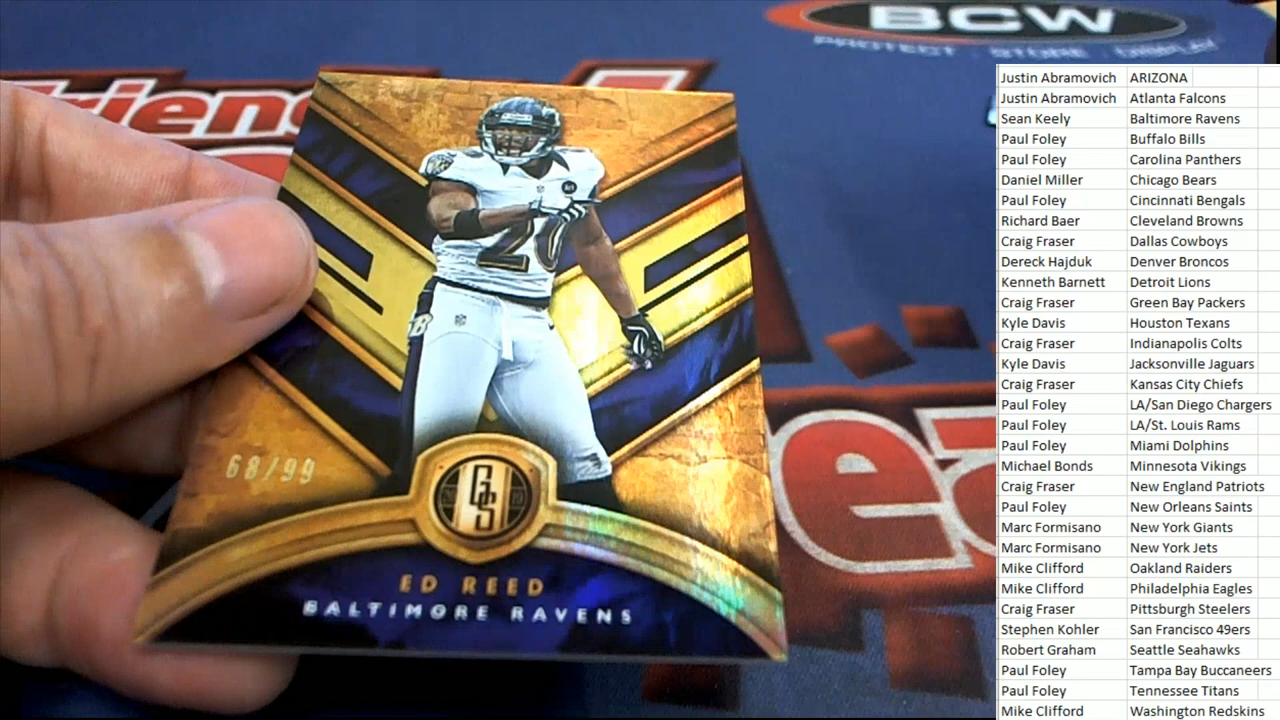 BCW
PROTECT · STORE · DISPLAY
Friend
20
68/99
GS
ED REED
BALTIMORE RAVENS
Justin Abramovich ARIZONA
Justin Abramovich Atlanta Falcons
Sean Keely Baltimore Ravens
Paul Foley Buffalo Bills
Paul Foley Carolina Panthers
Daniel Miller Chicago Bears
Paul Foley Cincinnati Bengals
Richard Baer Cleveland Browns
Craig Fraser Dallas Cowboys
Dereck Hajduk Denver Broncos
Kenneth Barnett Detroit Lions
Craig Fraser Green Bay Packers
Kyle Davis Houston Texans
Craig Fraser Indianapolis Colts
Kyle Davis Jacksonville Jaguars
Craig Fraser Kansas City Chiefs
Paul Foley LA/San Diego Chargers
Paul Foley LA/St. Louis Rams
Paul Foley Miami Dolphins
Michael Bonds Minnesota Vikings
Craig Fraser New England Patriots
Paul Foley New Orleans Saints
Marc Formisano New York Giants
Marc Formisano New York Jets
Mike Clifford Oakland Raiders
Mike Clifford Philadelphia Eagles
Craig Fraser Pittsburgh Steelers
Stephen Kohler San Francisco 49ers
Robert Graham Seattle Seahawks
Paul Foley Tampa Bay Buccaneers
Paul Foley Tennessee Titans
Mike Clifford Washington Redskins